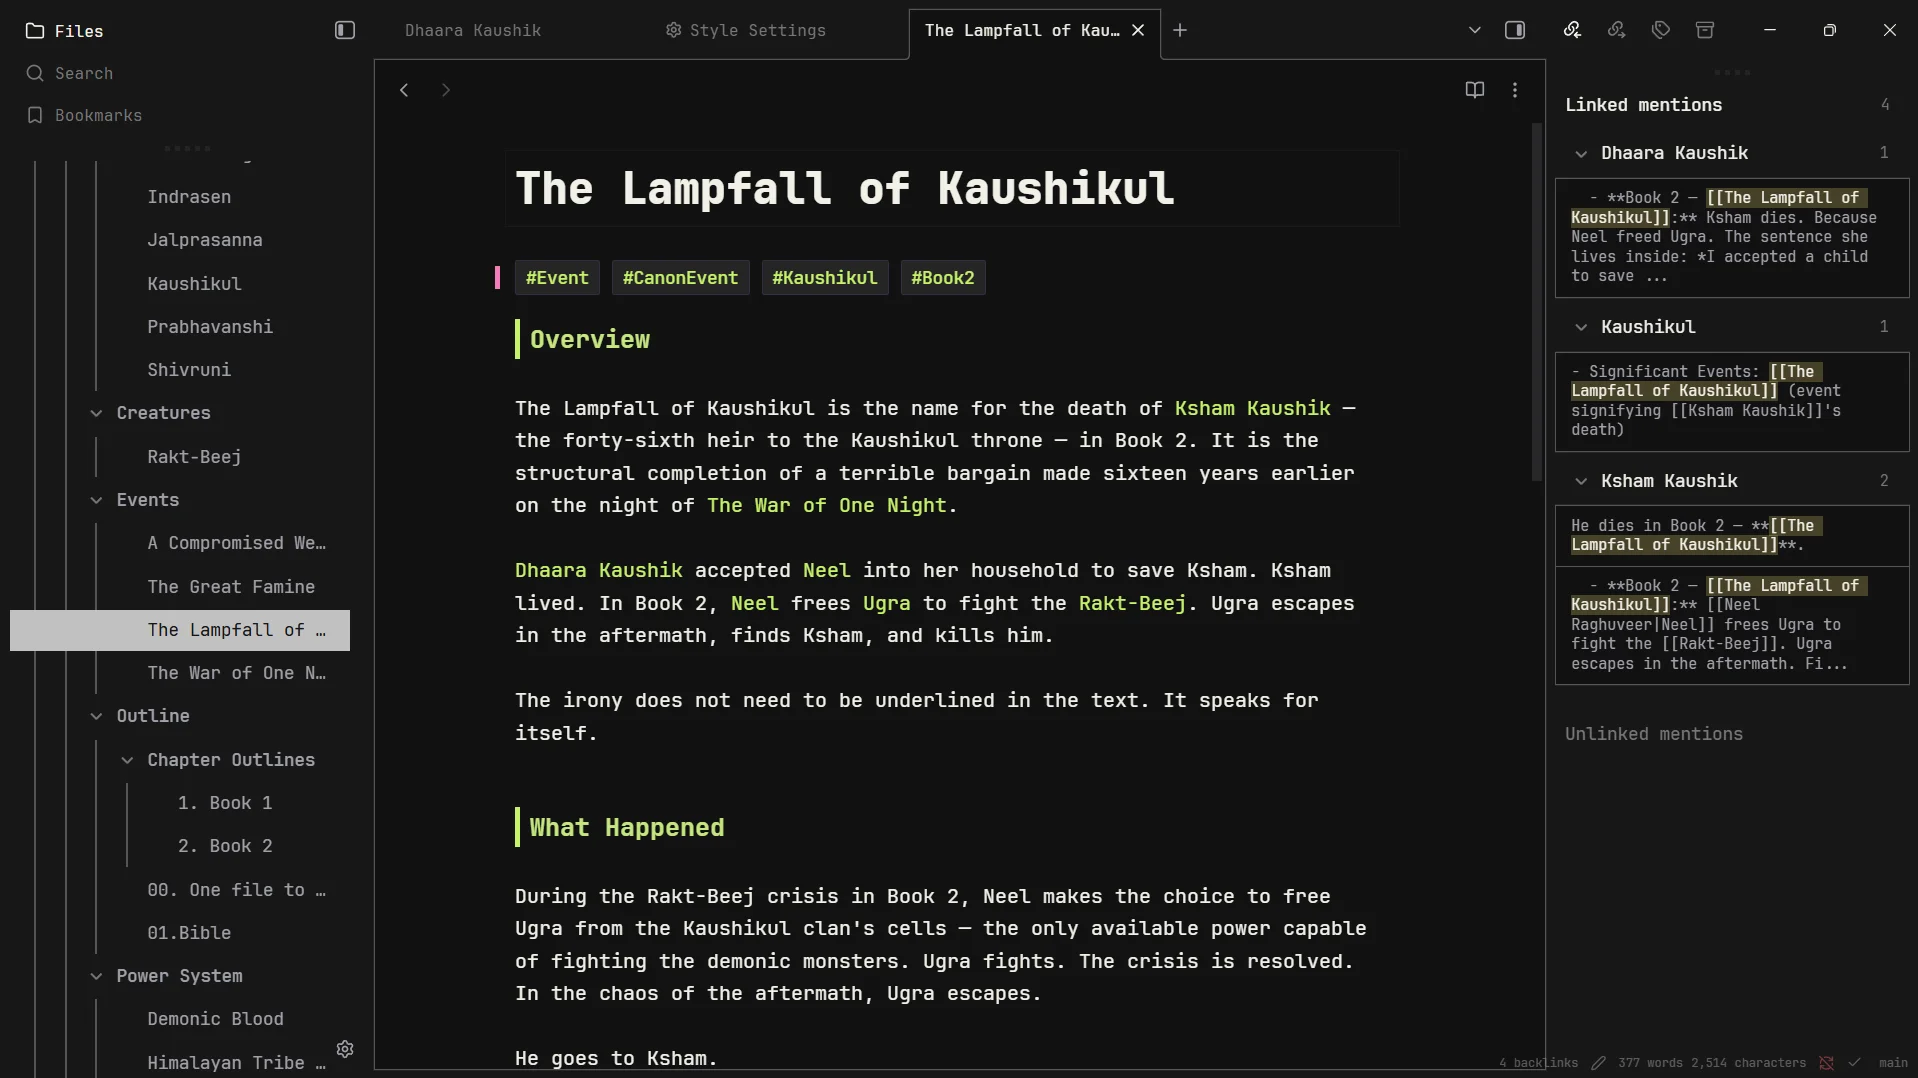 Files
Search
Bookmarks
Indrasen
Jalprasanna
Kaushikul
Prabhavanshi
Shivruni
Creatures
Rakt-Beej
Events
A Compromised We…
The Great Famine
The Lampfall of …
The War of One N…
Outline
Chapter Outlines
1. Book 1
2. Book 2
00. One file to …
01.Bible
Power System
Demonic Blood
Himalayan Tribe …
Dhaara Kaushik
Style Settings
The Lampfall of Kau…
The Lampfall of Kaushikul
#Event #CanonEvent #Kaushikul #Book2
Overview
The Lampfall of Kaushikul is the name for the death of Ksham Kaushik —
the forty-sixth heir to the Kaushikul throne — in Book 2. It is the
structural completion of a terrible bargain made sixteen years earlier
on the night of The War of One Night.
Dhaara Kaushik accepted Neel into her household to save Ksham. Ksham
lived. In Book 2, Neel frees Ugra to fight the Rakt-Beej. Ugra escapes
in the aftermath, finds Ksham, and kills him.
The irony does not need to be underlined in the text. It speaks for
itself.
What Happened
During the Rakt-Beej crisis in Book 2, Neel makes the choice to free
Ugra from the Kaushikul clan's cells — the only available power capable
of fighting the demonic monsters. Ugra fights. The crisis is resolved.
In the chaos of the aftermath, Ugra escapes.
He goes to Ksham.
Linked mentions 4
Dhaara Kaushik 1
- **Book 2 — [[The Lampfall of
Kaushikul]]:** Ksham dies. Because
Neel freed Ugra. The sentence she
lives inside: *I accepted a child
to save ...
Kaushikul 1
- Significant Events: [[The
Lampfall of Kaushikul]] (event
signifying [[Ksham Kaushik]]'s
death)
Ksham Kaushik 2
He dies in Book 2 — **[[The
Lampfall of Kaushikul]]**.
- **Book 2 — [[The Lampfall of
Kaushikul]]:** [[Neel
Raghuveer|Neel]] frees Ugra to
fight the [[Rakt-Beej]]. Ugra
escapes in the aftermath. Fi...
Unlinked mentions
4 backlinks 377 words 2,514 characters main